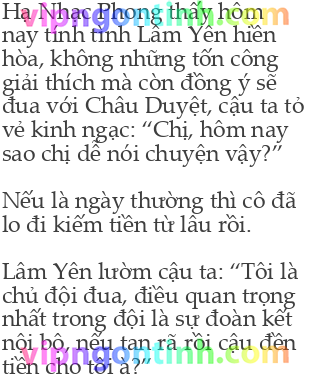 Hạ Nhạc Phong thấy hôm
nay tính tình Lâm Yên hiền
hòa, không những tốn công
giải thích mà còn đồng ý sẽ
đua với Châu Duyệt, cậu ta tỏ
vẻ kinh ngạc: “Chị, hôm nay
sao chị dễ nói chuyện vậy?”
Nếu là ngày thường thì cô đã
lo đi kiếm tiền từ lâu rồi.
Lâm Yên lườm cậu ta: “Tôi là
chủ đội đua, điều quan trọng
nhất trong đội là sự đoàn kết
nội bộ, nếu tan rã rồi cậu đền
tiền cho tôi à?”
vipngontinh.com
vipngontinh.com